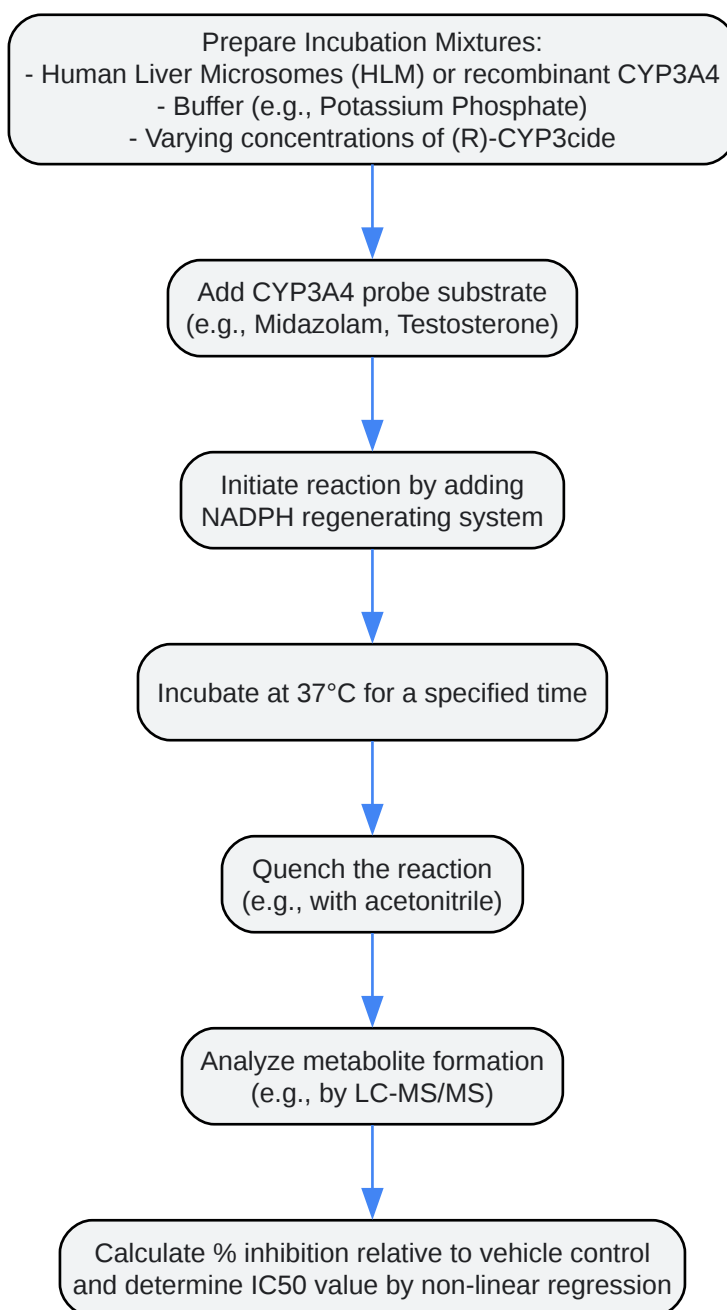 Prepare Incubation Mixtures:
- Human Liver Microsomes (HLM) or recombinant CYP3A4
- Buffer (e.g., Potassium Phosphate)
- Varying concentrations of (R)-CYP3cide
Add CYP3A4 probe substrate
(e.g., Midazolam, Testosterone)
Initiate reaction by adding
NADPH regenerating system
Incubate at 37°C for a specified time
Quench the reaction
(e.g., with acetonitrile)
Analyze metabolite formation
(e.g., by LC-MS/MS)
Calculate % inhibition relative to vehicle control
and determine IC50 value by non-linear regression